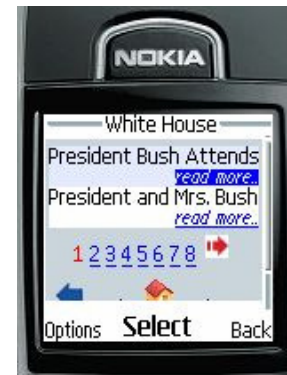 NOKIA
White House
President Bush Attends
read more..
President and Mrs. Bush
read more..
1 2 3 4 5 6 7 8
Options Select Back